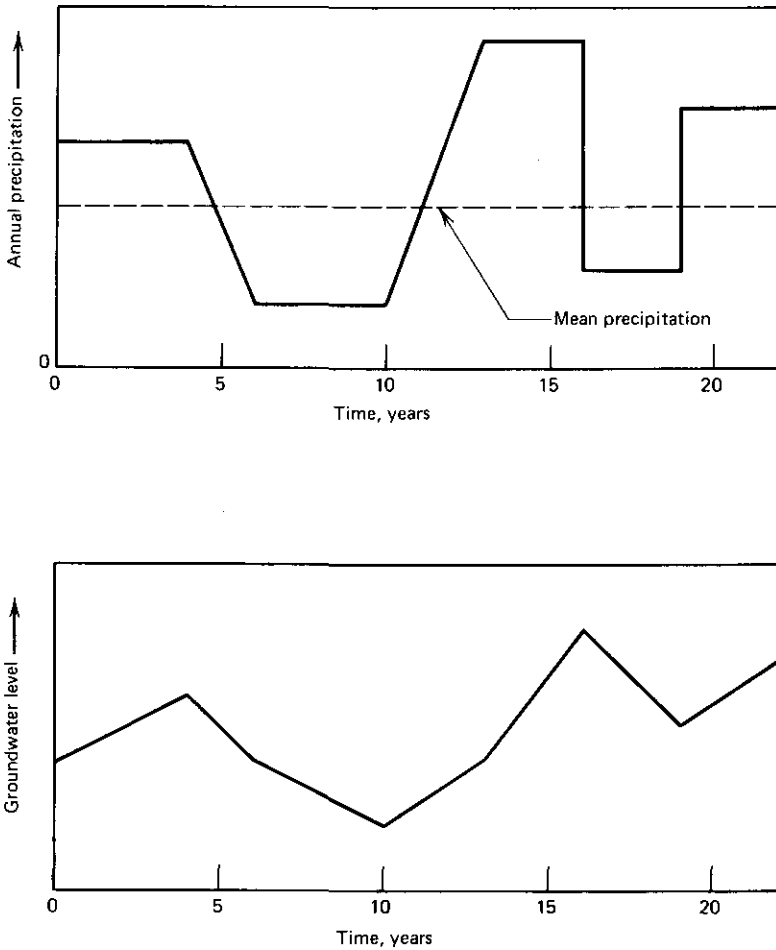 Annual precipitation
Mean precipitation
0
0 5 10 15 20
Time, years
Groundwater level
0 5 10 15 20
Time, years